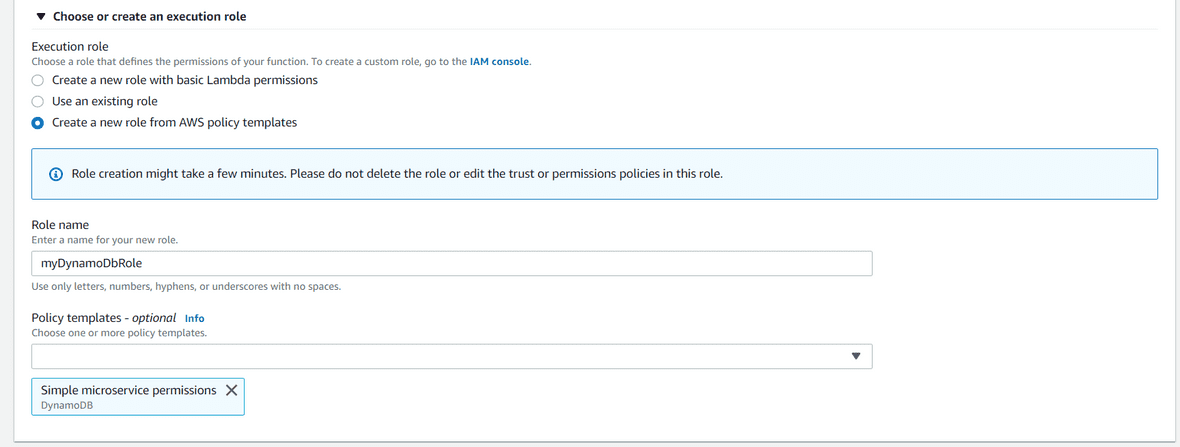 Choose or create an execution role
Execution role
Choose a role that defines the permissions of your function. To create a custom role, go to the IAM console.
Create a new role with basic Lambda permissions
Use an existing role
Create a new role from AWS policy templates
Role creation might take a few minutes. Please do not delete the role or edit the trust or permissions policies in this role.
Role name
Enter a name for your new role.
myDynamoDbRole
Use only letters, numbers, hyphens, or underscores with no spaces.
Policy templates - optional Info
Choose one or more policy templates.
Simple microservice permissions
DynamoDB